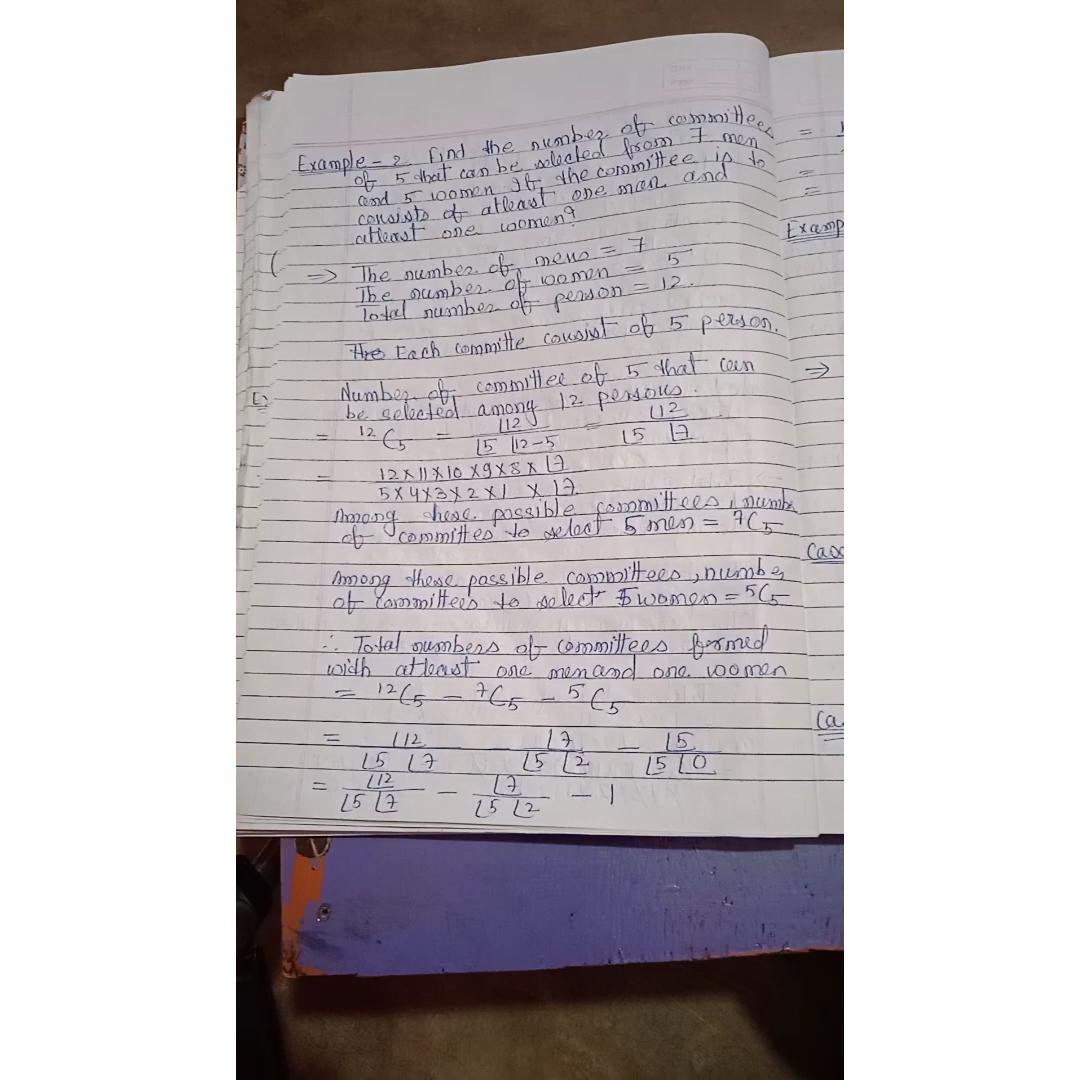 Example - 2 Find the number of committees
of 5 that can be selected from 7 men
and 5 women If the committee is to
consists of atleast one man and
atleast one women?
⇒ The number of mens = 7
The number of women = 5
Total number of person = 12.
The Each committe consist of 5 person.
Number of committee of 5 that can
be selected among 12 persons.
= ¹²C₅ = ∟12 / ∟5 ∟12-5 = ∟12 / ∟5 ∟7
= 12×11×10×9×8×∟7 / 5×4×3×2×1 × ∟7
Among these possible committees, numbe
of committes to select 5 men = ⁷C₅
Among these possible committees, number
of committees to select 5 women = ⁵C₅
∴ Total numbers of committees formed
with atleast one men and one women
= ¹²C₅ - ⁷C₅ - ⁵C₅
= ∟12 / ∟5 ∟7 - ∟7 / ∟5 ∟2 - ∟5 / ∟5 ∟0
= ∟12 / ∟5 ∟7 - ∟7 / ∟5 ∟2 - 1
=
=
=
Examp
⇒
Case
Ca